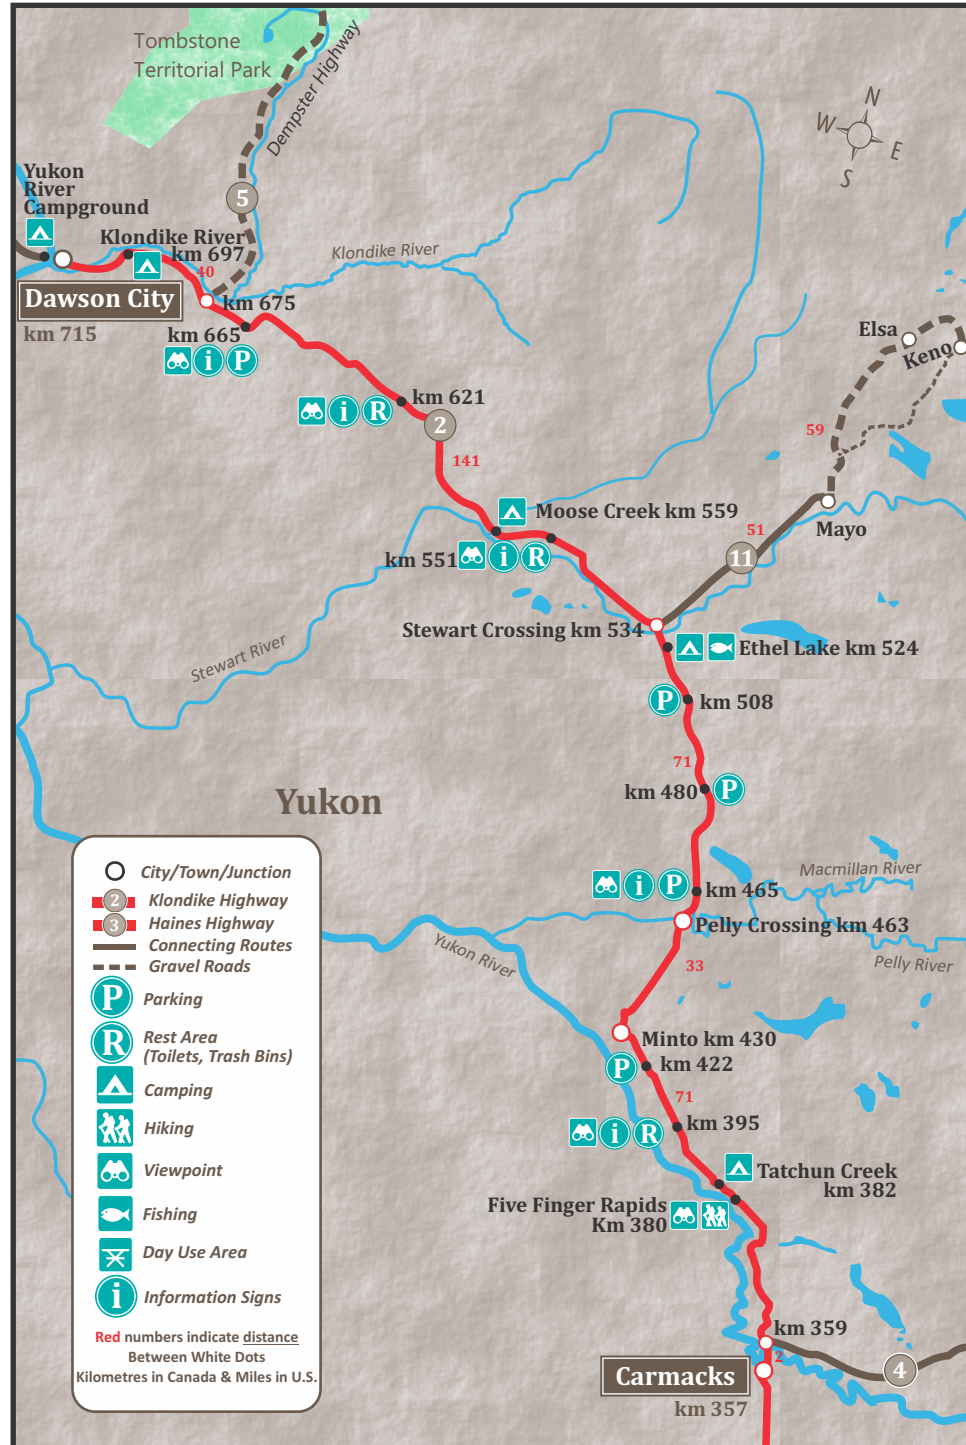 Tombstone
Territorial Park
Dempster Highway
N
W
E
S
Yukon
River
Campground
5
Klondike River
km 697
Klondike River
40
Dawson City
km 715
km 675
km 665
i
P
Elsa
Keno
km 621
i
R
2
59
141
Moose Creek km 559
51
Mayo
km 551
i
R
11
Stewart Crossing km 534
Stewart River
Ethel Lake km 524
P
km 508
71
Yukon
km 480
P
Macmillan River
i
P
km 465
Pelly Crossing km 463
Yukon River
Pelly River
33
Minto km 430
P
km 422
71
i
R
km 395
Tatchun Creek
km 382
Five Finger Rapids
Km 380
km 359
2
4
Carmacks
km 357
City/Town/Junction
2
Klondike Highway
3
Haines Highway
Connecting Routes
Gravel Roads
P
Parking
R
Rest Area
(Toilets, Trash Bins)
Camping
Hiking
Viewpoint
Fishing
Day Use Area
i
Information Signs
Red numbers indicate distance
Between White Dots
Kilometres in Canada & Miles in U.S.